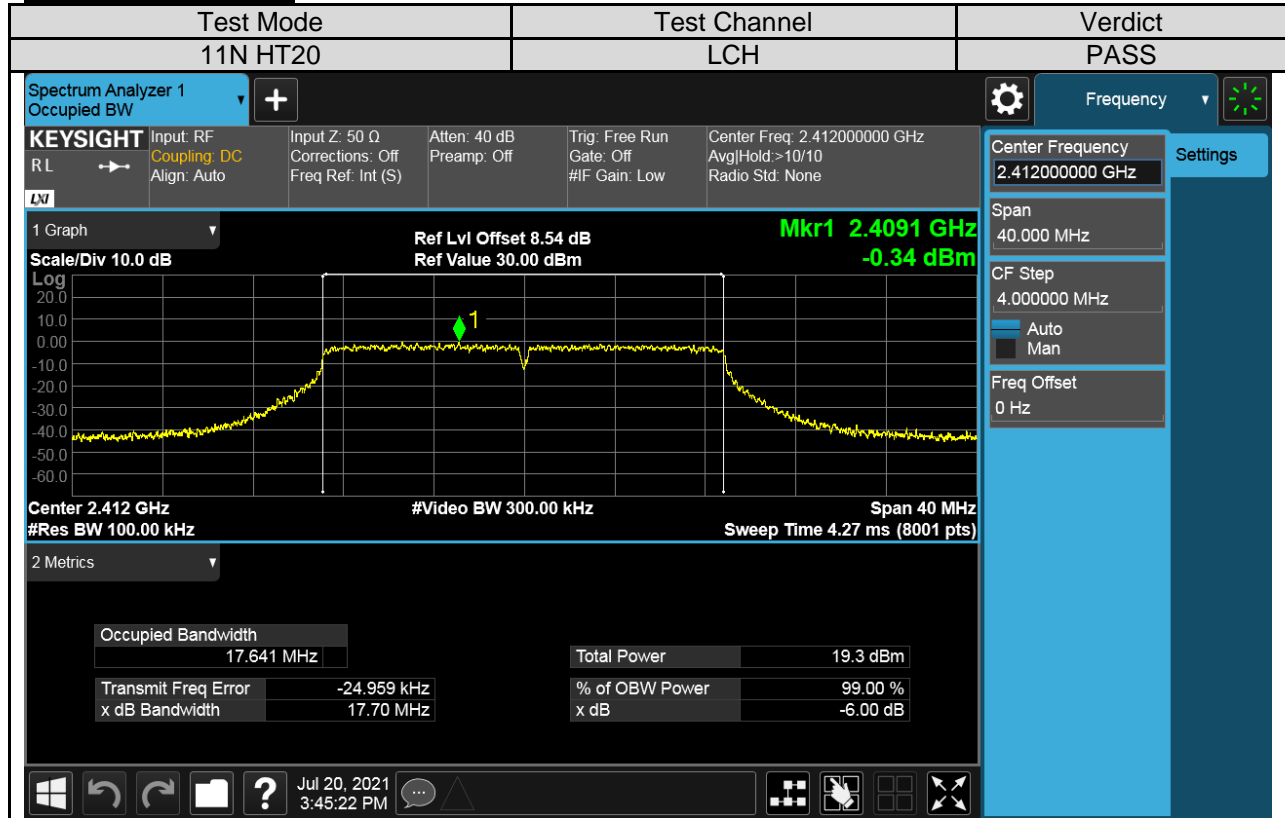 Test Mode Test Channel Verdict
11N HT20 LCH PASS
Spectrum Analyzer 1
Occupied BW
Frequency
KEYSIGHT Input: RF Input Z: 50 Ω Atten: 40 dB Trig: Free Run Center Freq: 2.412000000 GHz
RL Coupling: DC Corrections: Off Preamp: Off Gate: Off Avg|Hold:>10/10
Align: Auto Freq Ref: Int (S) #IF Gain: Low Radio Std: None
LXI
Center Frequency
2.412000000 GHz
Settings
Span
40.000 MHz
CF Step
4.000000 MHz
Auto
Man
Freq Offset
0 Hz
1 Graph
Ref Lvl Offset 8.54 dB
Mkr1 2.4091 GHz
Scale/Div 10.0 dB Ref Value 30.00 dBm -0.34 dBm
Log
20.0
10.0
1
0.00
-10.0
-20.0
-30.0
-40.0
-50.0
-60.0
Center 2.412 GHz #Video BW 300.00 kHz Span 40 MHz
#Res BW 100.00 kHz Sweep Time 4.27 ms (8001 pts)
2 Metrics
Occupied Bandwidth
17.641 MHz Total Power 19.3 dBm
Transmit Freq Error -24.959 kHz % of OBW Power 99.00 %
x dB Bandwidth 17.70 MHz x dB -6.00 dB
Jul 20, 2021
3:45:22 PM